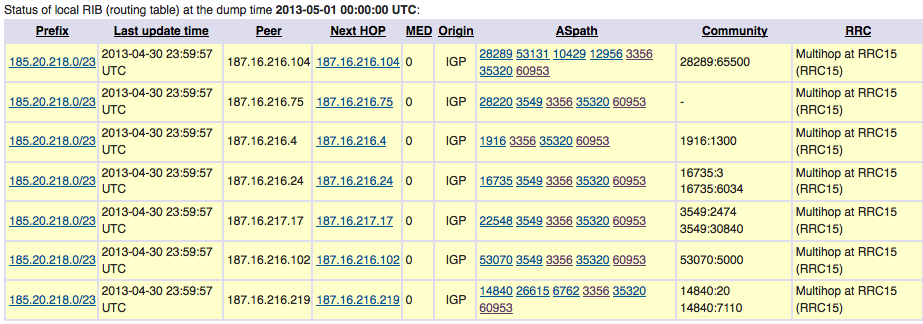 Status of local RIB (routing table) at the dump time 2013-05-01 00:00:00 UTC:
Prefix Last update time Peer Next HOP MED Origin ASpath Community RRC
185.20.218.0/23 2013-04-30 23:59:57 UTC 187.16.216.104 187.16.216.104 0 IGP 28289 53131 10429 12956 3356 35320 60953 28289:65500 Multihop at RRC15 (RRC15)
185.20.218.0/23 2013-04-30 23:59:57 UTC 187.16.216.75 187.16.216.75 0 IGP 28220 3549 3356 35320 60953 - Multihop at RRC15 (RRC15)
185.20.218.0/23 2013-04-30 23:59:57 UTC 187.16.216.4 187.16.216.4 0 IGP 1916 3356 35320 60953 1916:1300 Multihop at RRC15 (RRC15)
185.20.218.0/23 2013-04-30 23:59:57 UTC 187.16.216.24 187.16.216.24 0 IGP 16735 3549 3356 35320 60953 16735:3 16735:6034 Multihop at RRC15 (RRC15)
185.20.218.0/23 2013-04-30 23:59:57 UTC 187.16.217.17 187.16.217.17 0 IGP 22548 3549 3356 35320 60953 3549:2474 3549:30840 Multihop at RRC15 (RRC15)
185.20.218.0/23 2013-04-30 23:59:57 UTC 187.16.216.102 187.16.216.102 0 IGP 53070 3549 3356 35320 60953 53070:5000 Multihop at RRC15 (RRC15)
185.20.218.0/23 2013-04-30 23:59:57 UTC 187.16.216.219 187.16.216.219 0 IGP 14840 26615 6762 3356 35320 60953 14840:20 14840:7110 Multihop at RRC15 (RRC15)